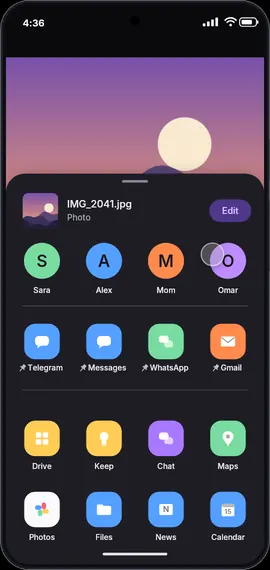 4:36
IMG_2041.jpg
Photo
Edit
S A M O
Sara Alex Mom Omar
Telegram Messages WhatsApp Gmail
Drive Keep Chat Maps
N 15
Photos Files News Calendar